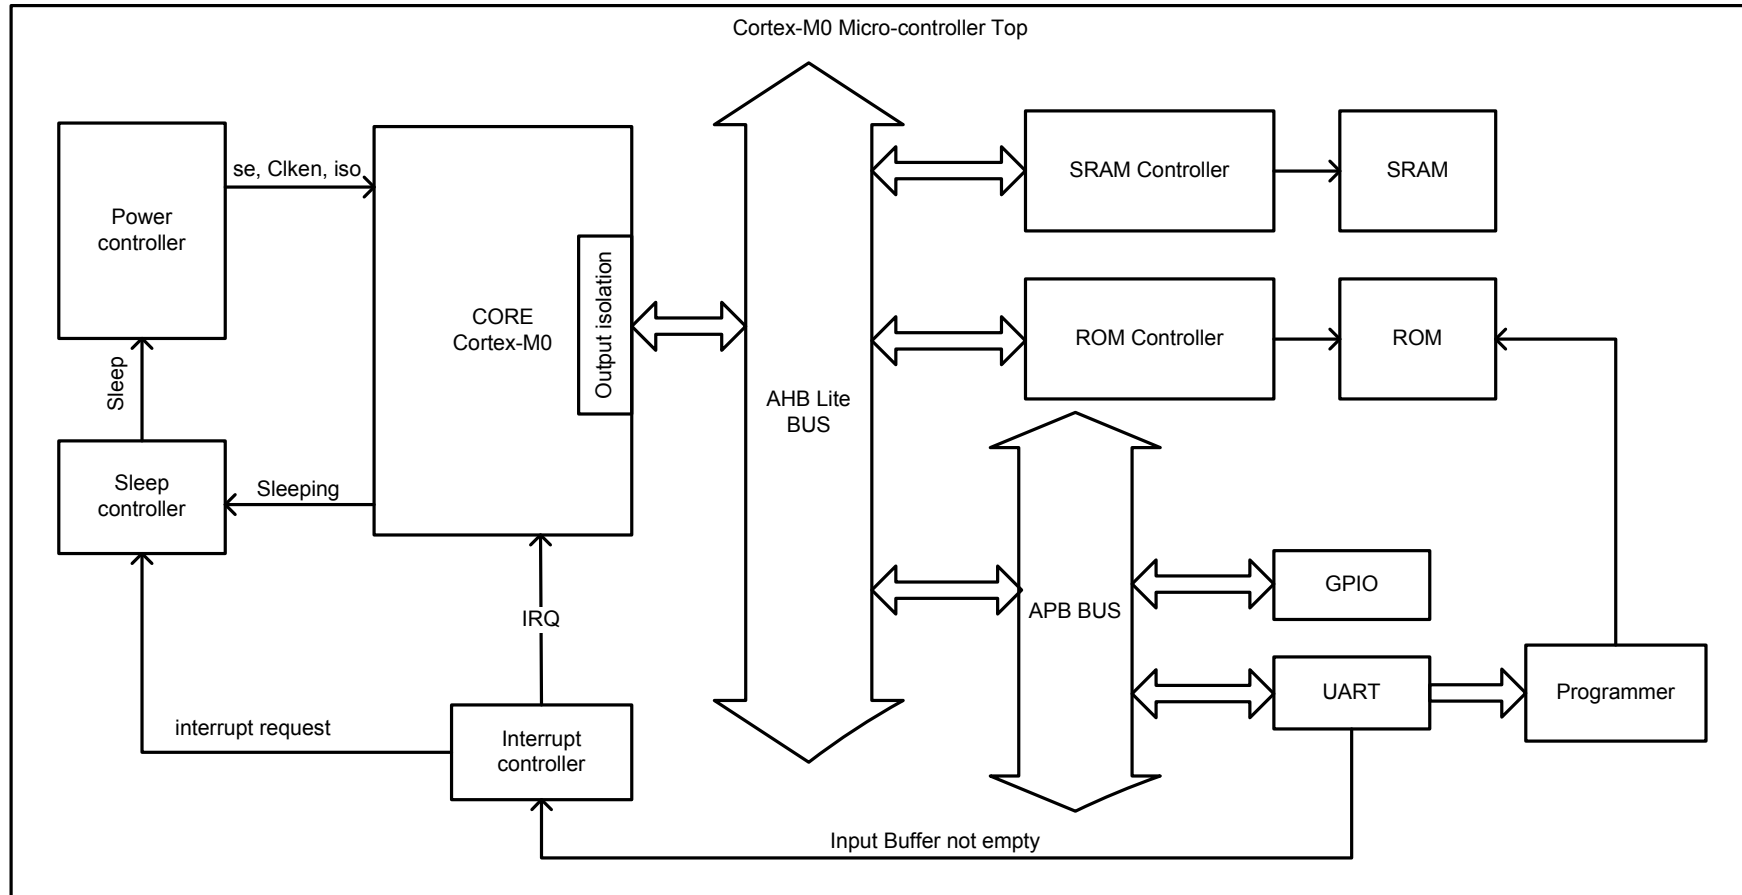 Cortex-M0 Micro-controller Top
Power
controller
se, Clken, iso
CORE
Cortex-M0
Output isolation
AHB Lite
BUS
SRAM Controller
SRAM
ROM Controller
ROM
Sleep
Sleep
controller
Sleeping
IRQ
interrupt request
Interrupt
controller
APB BUS
GPIO
UART
Programmer
Input Buffer not empty